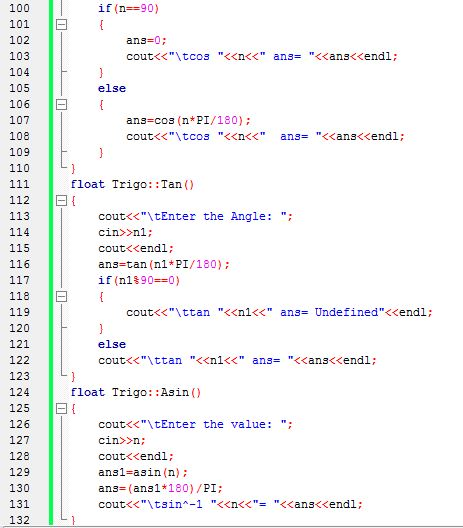 100 if(n==90)
101 {
102 ans=0;
103 cout<<"\tcos "<<n<<" ans= "<<ans<<endl;
104 }
105 else
106 {
107 ans=cos(n*PI/180);
108 cout<<"\tcos "<<n<<"  ans= "<<ans<<endl;
109 }
110 }
111 float Trigo::Tan()
112 {
113 cout<<"\tEnter the Angle: ";
114 cin>>n1;
115 cout<<endl;
116 ans=tan(n1*PI/180);
117 if(n1%90==0)
118 {
119 cout<<"\ttan "<<n1<<" ans= Undefined"<<endl;
120 }
121 else
122 cout<<"\ttan "<<n1<<" ans= "<<ans<<endl;
123 }
124 float Trigo::Asin()
125 {
126 cout<<"\tEnter the value: ";
127 cin>>n;
128 cout<<endl;
129 ans1=asin(n);
130 ans=(ans1*180)/PI;
131 cout<<"\tsin^-1 "<<n<<"= "<<ans<<endl;
132 }